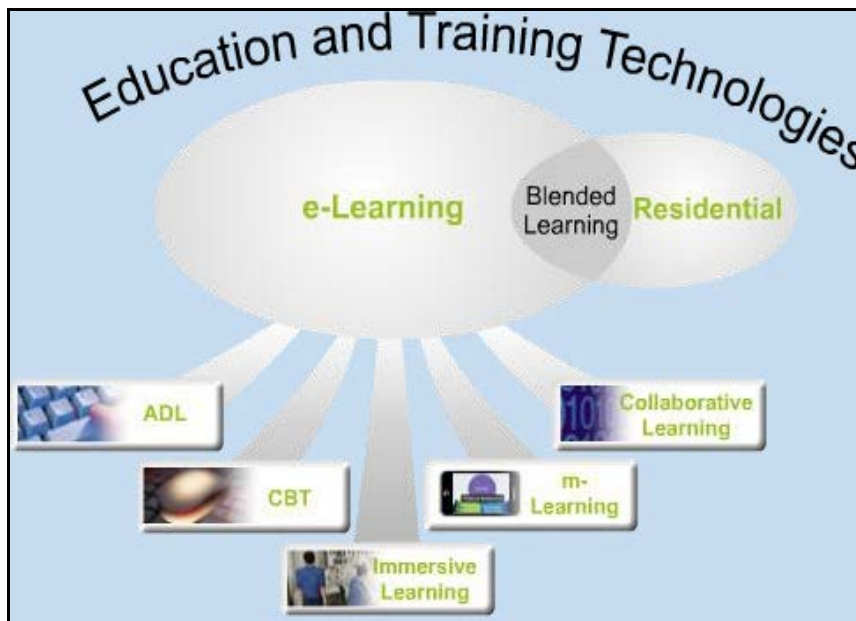 Education and Training Technologies
e-Learning
Blended
Learning
Residential
ADL
CBT
Immersive
Learning
m-
Learning
Collaborative
Learning